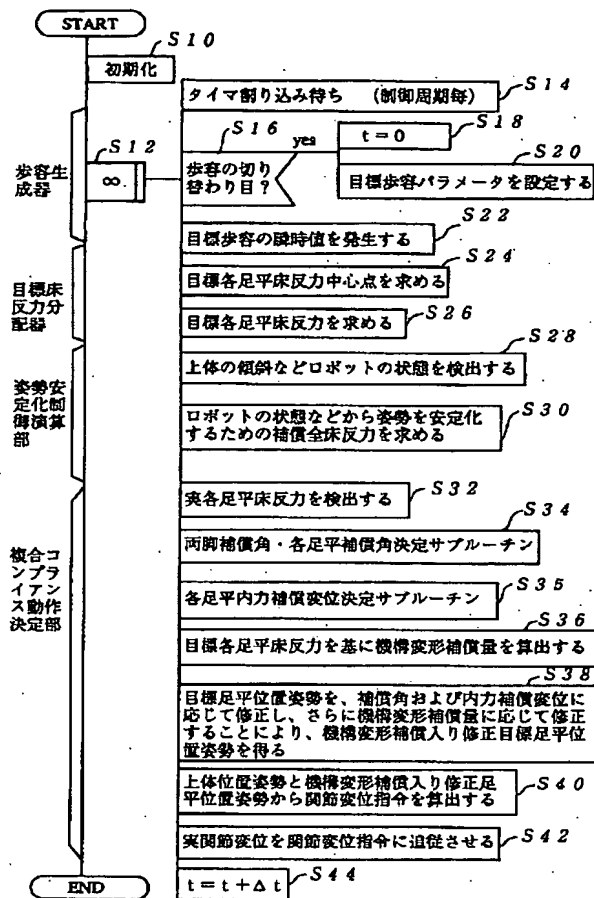 START
S10
初期化
S14
タイマ割り込み待ち (制御周期毎)
S12
∞
S16
歩容の切り
替わり目?
yes
S18
t=0
S20
目標歩容パラメータを設定する
歩容生
成器
S22
目標歩容の瞬時値を発生する
S24
目標各足平床反力中心点を求める
S26
目標各足平床反力を求める
目標床
反力分
配器
S28
上体の傾斜などロボットの状態を検出する
S30
ロボットの状態などから姿勢を安定化
するための補償全床反力を求める
姿勢安
定化制
御演算
部
S32
実各足平床反力を検出する
S34
両脚補償角・各足平補償角決定サブルーチン
S35
各足平内力補償変位決定サブルーチン
S36
目標各足平床反力を基に機構変形補償量を算出する
S38
目標足平位置姿勢を、補償角および内力補償変位に
応じて修正し、さらに機構変形補償量に応じて修正
することにより、機構変形補償入り修正目標足平位
置姿勢を得る
S40
上体位置姿勢と機構変形補償入り修正足
平位置姿勢から関節変位指令を算出する
S42
実関節変位を関節変位指令に追従させる
複合コ
ンプラ
イアン
ス動作
決定部
S44
t=t+Δt
END